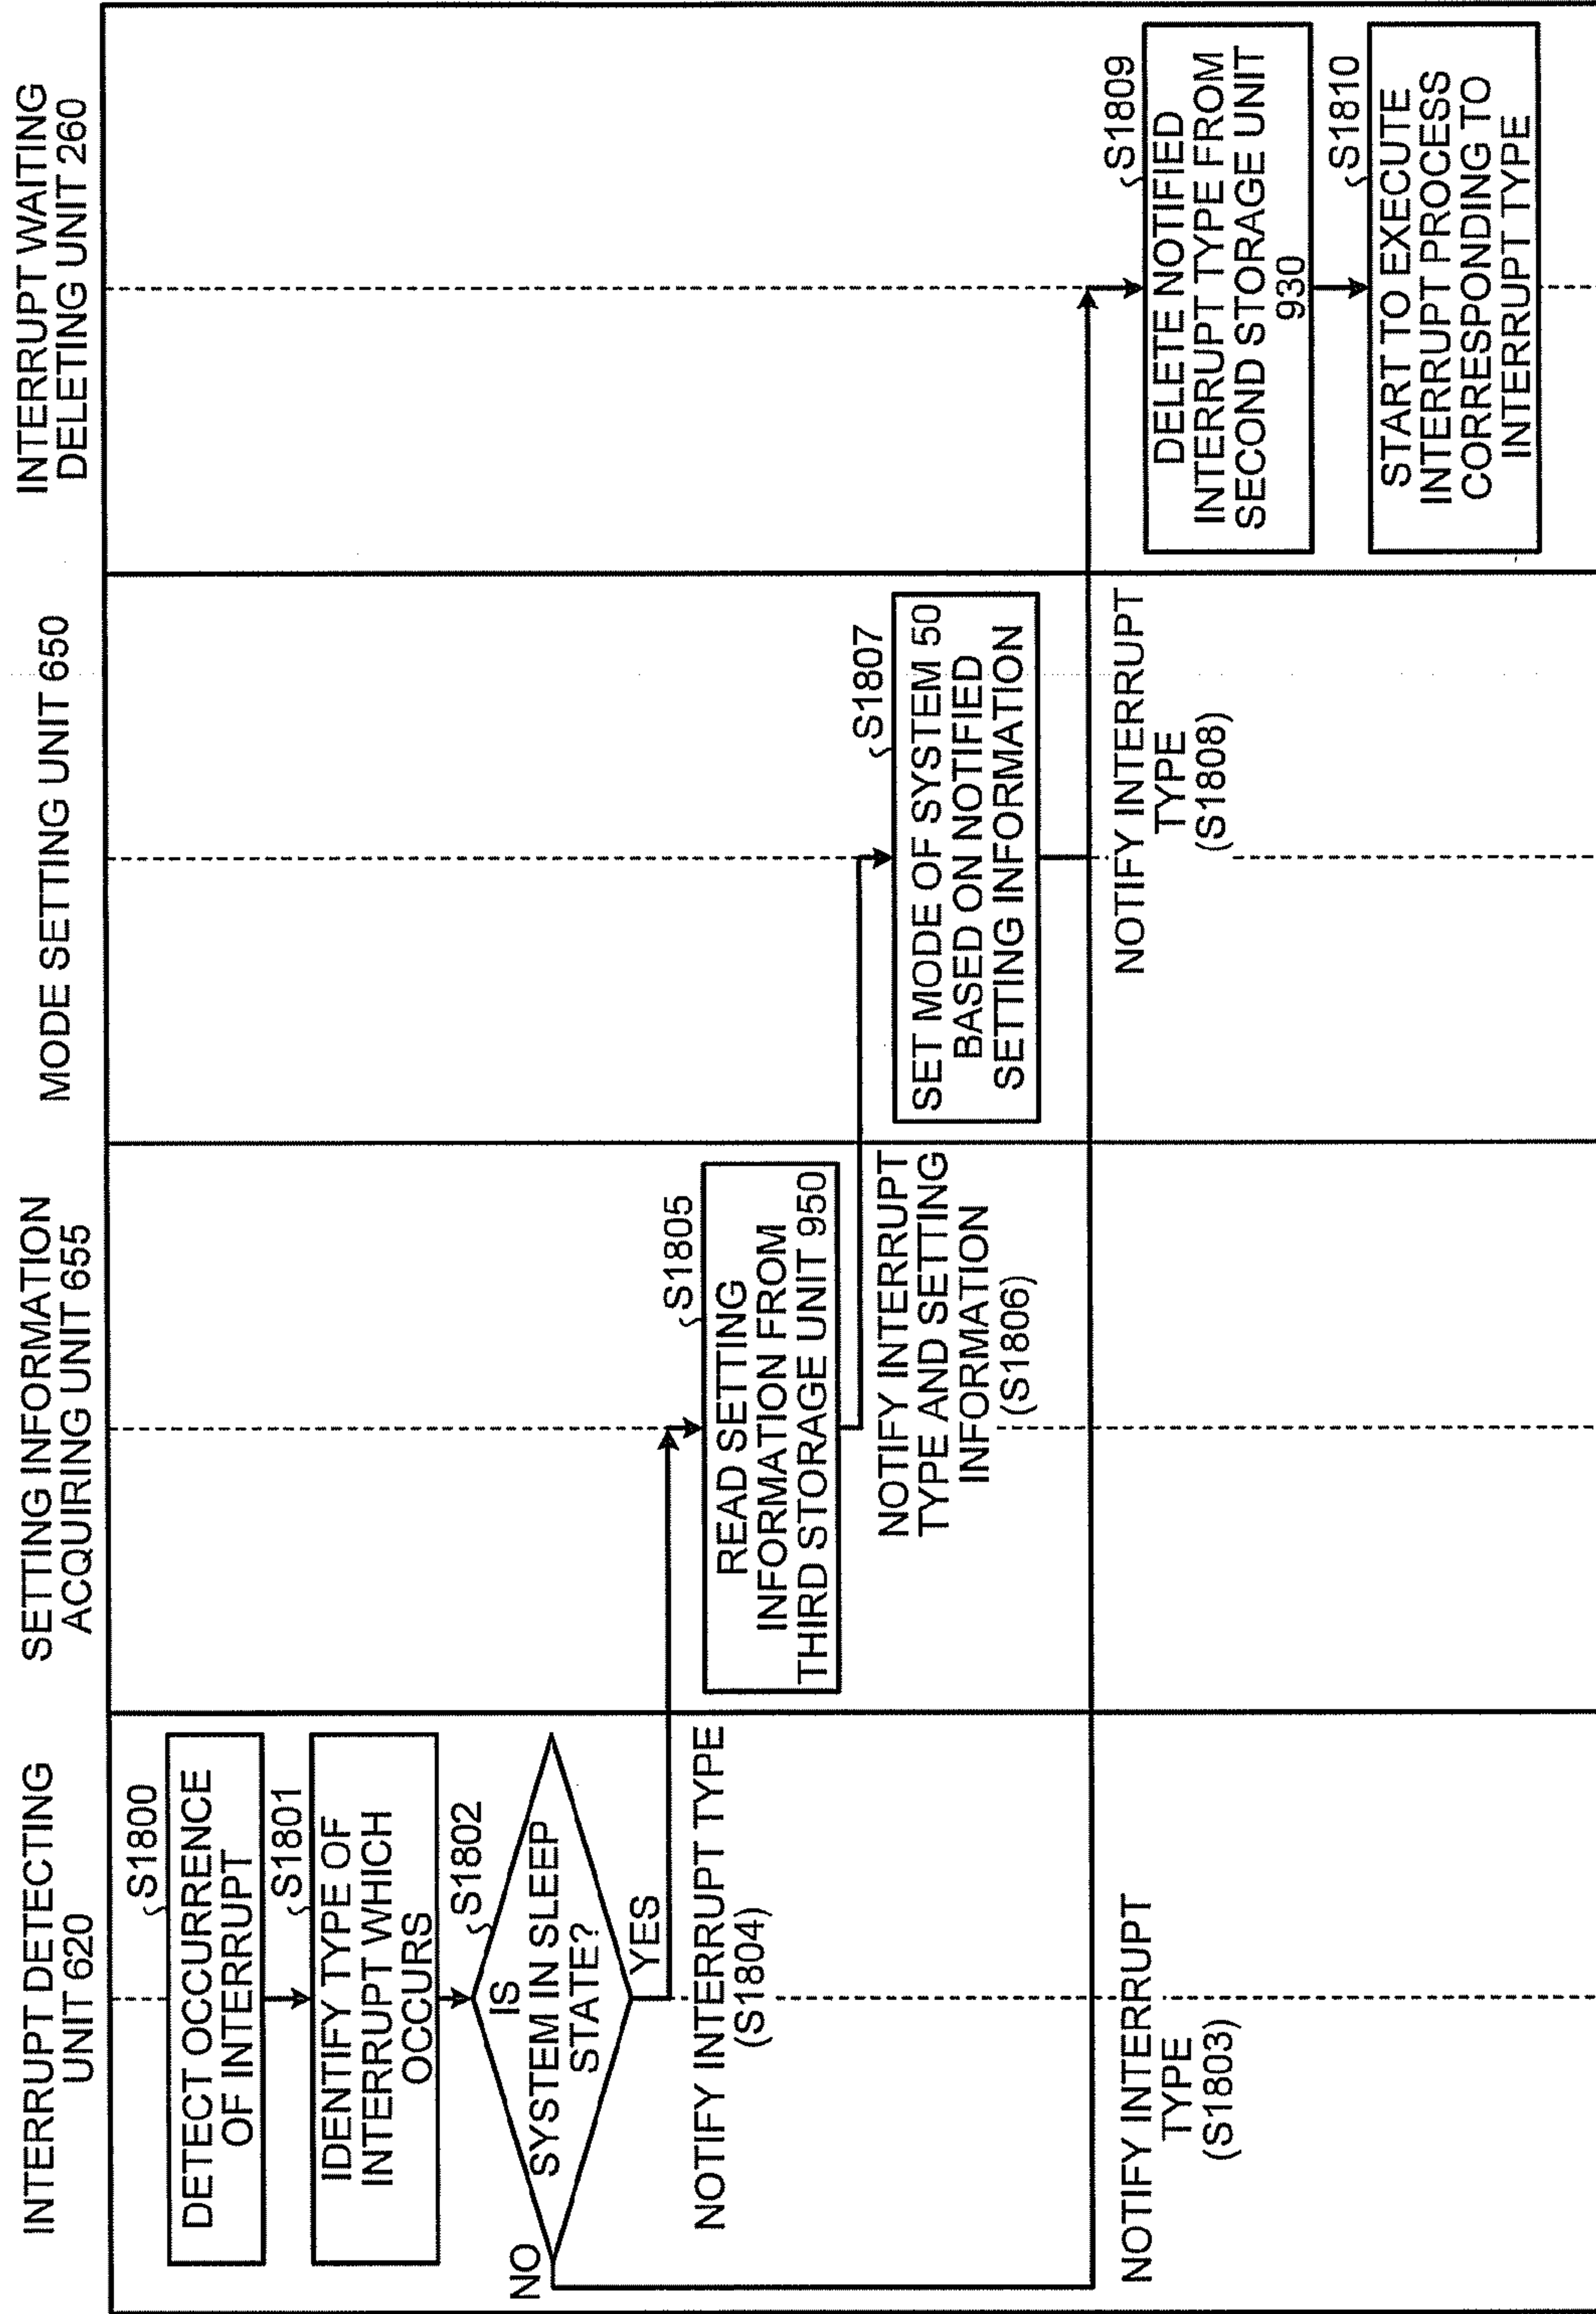 INTERRUPT DETECTING
UNIT 620
SETTING INFORMATION
ACQUIRING UNIT 655
MODE SETTING UNIT 650
INTERRUPT WAITING
DELETING UNIT 260
S1800
DETECT OCCURRENCE
OF INTERRUPT
S1801
IDENTIFY TYPE OF
INTERRUPT WHICH
OCCURS
S1802
IS
SYSTEM IN SLEEP
STATE?
NO
YES
NOTIFY INTERRUPT TYPE
(S1804)
NOTIFY INTERRUPT
TYPE
(S1803)
S1805
READ SETTING
INFORMATION FROM
THIRD STORAGE UNIT 950
NOTIFY INTERRUPT
TYPE AND SETTING
INFORMATION
(S1806)
S1807
SET MODE OF SYSTEM 50
BASED ON NOTIFIED
SETTING INFORMATION
NOTIFY INTERRUPT
TYPE
(S1808)
S1809
DELETE NOTIFIED
INTERRUPT TYPE FROM
SECOND STORAGE UNIT
930
S1810
START TO EXECUTE
INTERRUPT PROCESS
CORRESPONDING TO
INTERRUPT TYPE